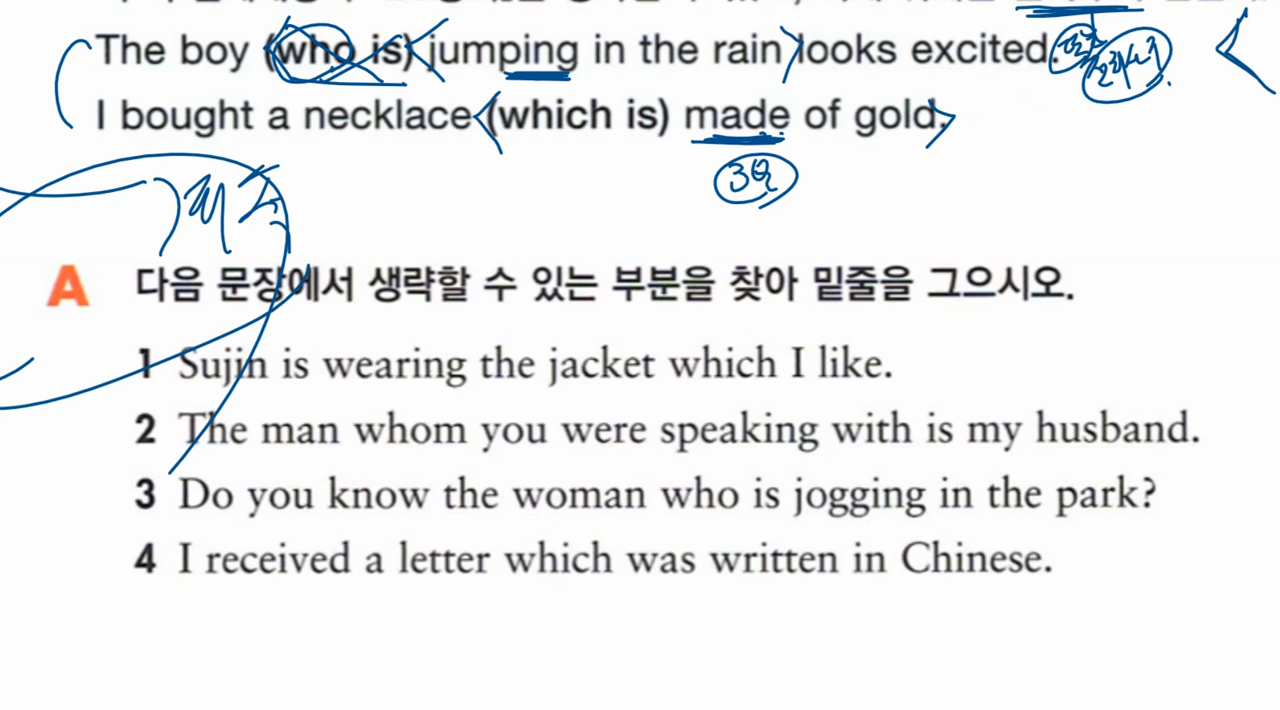 The boy (who is) jumping in the rain looks excited.
I bought a necklace (which is) made of gold.
A 다음 문장에서 생략할 수 있는 부분을 찾아 밑줄을 그으시오.
1 Sujin is wearing the jacket which I like.
2 The man whom you were speaking with is my husband.
3 Do you know the woman who is jogging in the park?
4 I received a letter which was written in Chinese.